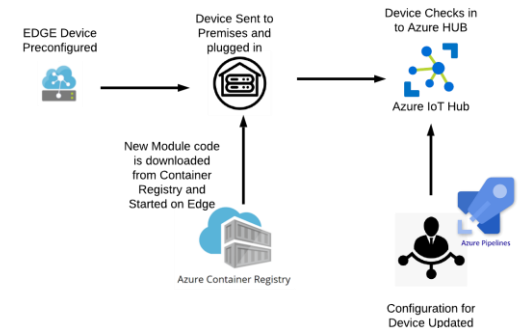 EDGE Device
Preconfigured
Device Sent to
Premises and
plugged in
Device Checks in
to Azure HUB
Azure IoT Hub
New Module code
is downloaded
from Container
Registry and
Started on Edge
Azure Container Registry
Azure Pipelines
Configuration for
Device Updated